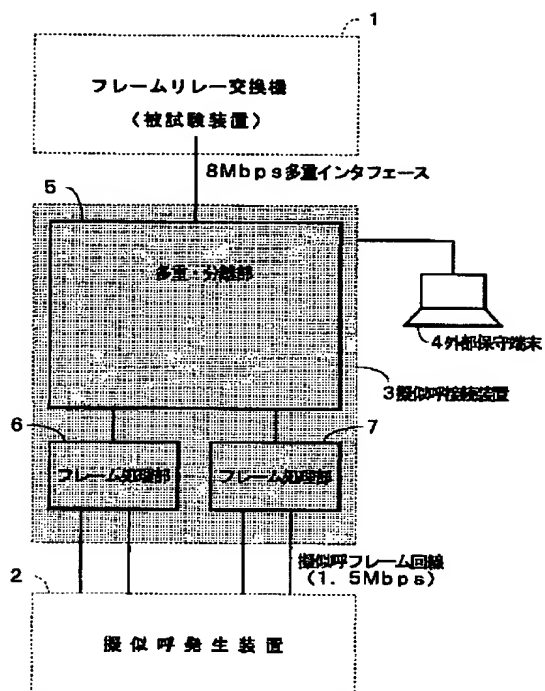 1
フレームリレー交換機
(被試験装置)
8Mbps多重インタフェース
5
多重・分離部
4外部保守端末
3擬似呼接続装置
6
7
フレーム処理部
フレーム処理部
擬似呼フレーム回線
(1.5Mbps)
2
擬似呼発生装置